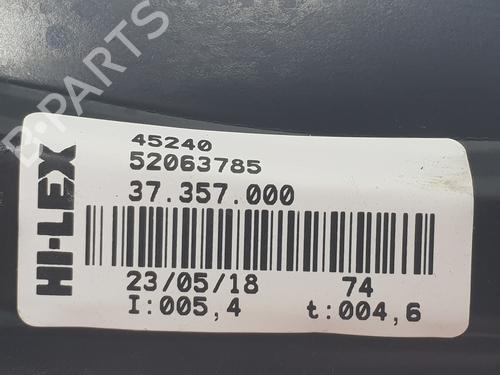 B-PARTS
HI-LEX
45240
52063785
37.357.000
23/05/18 74
I:005,4 t:004,6